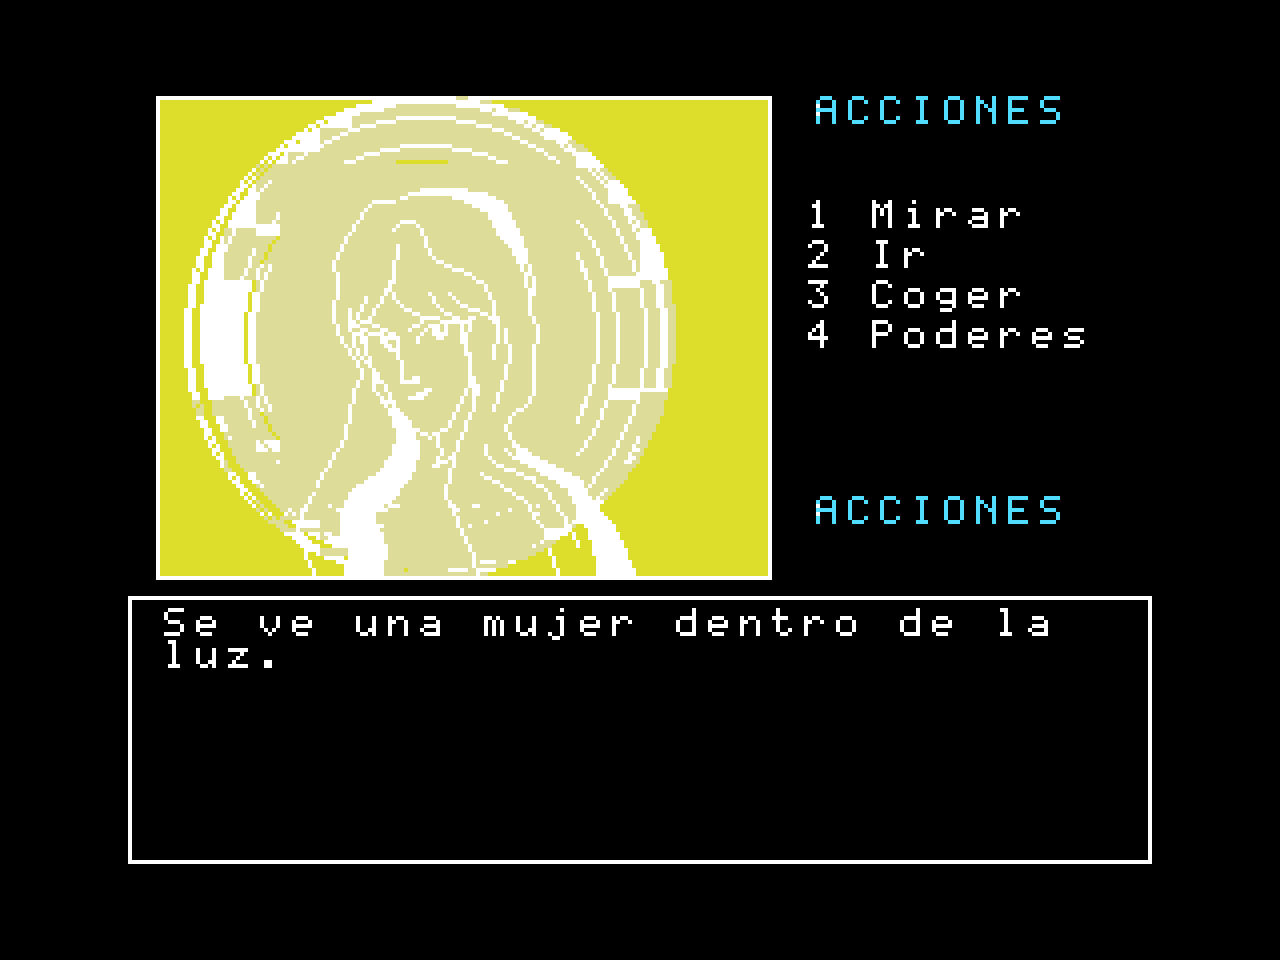 ACCIONES
1 Mirar
2 Ir
3 Coger
4 Poderes
ACCIONES
Se ve una mujer dentro de la
luz.